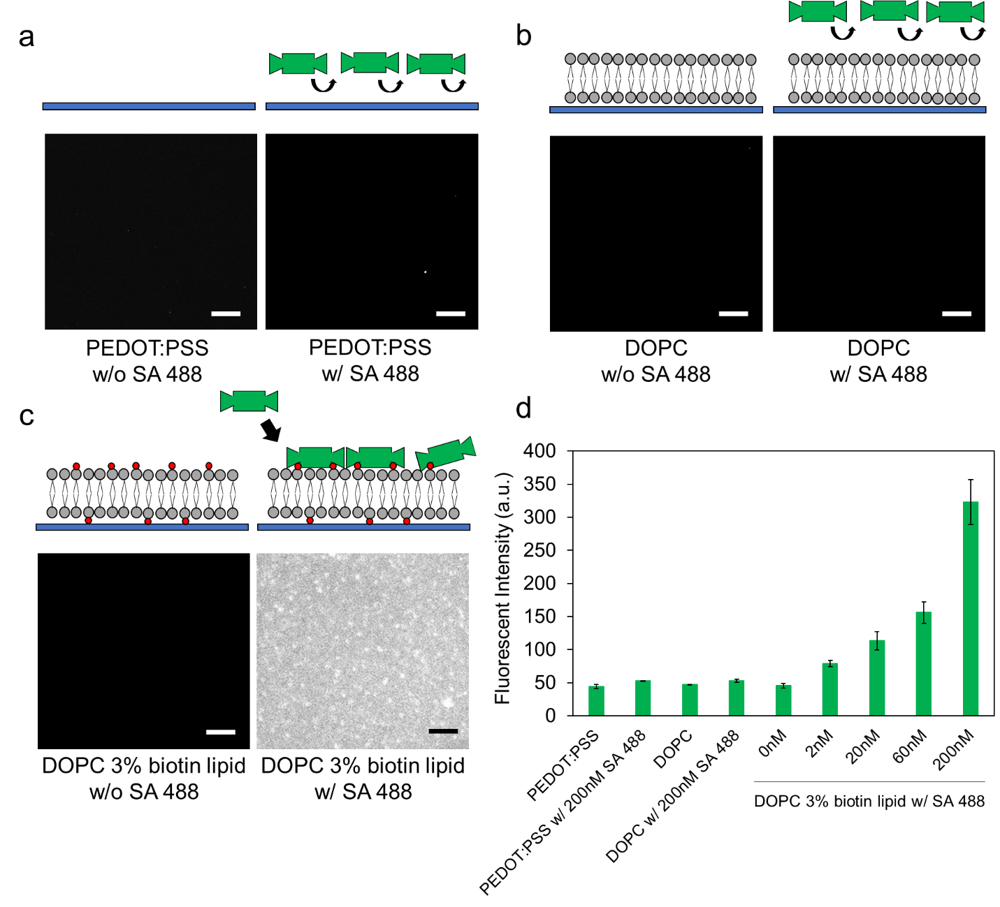 a
PEDOT:PSS
w/o SA 488
PEDOT:PSS
w/ SA 488
b
DOPC
w/o SA 488
DOPC
w/ SA 488
c
DOPC 3% biotin lipid
w/o SA 488
DOPC 3% biotin lipid
w/ SA 488
d
Fluorescent Intensity (a.u.)
400
350
300
250
200
150
100
50
0
PEDOT:PSS
PEDOT:PSS w/ 200nM SA 488
DOPC
DOPC w/ 200nM SA 488
0nM
2nM
20nM
60nM
200nM
DOPC 3% biotin lipid w/ SA 488